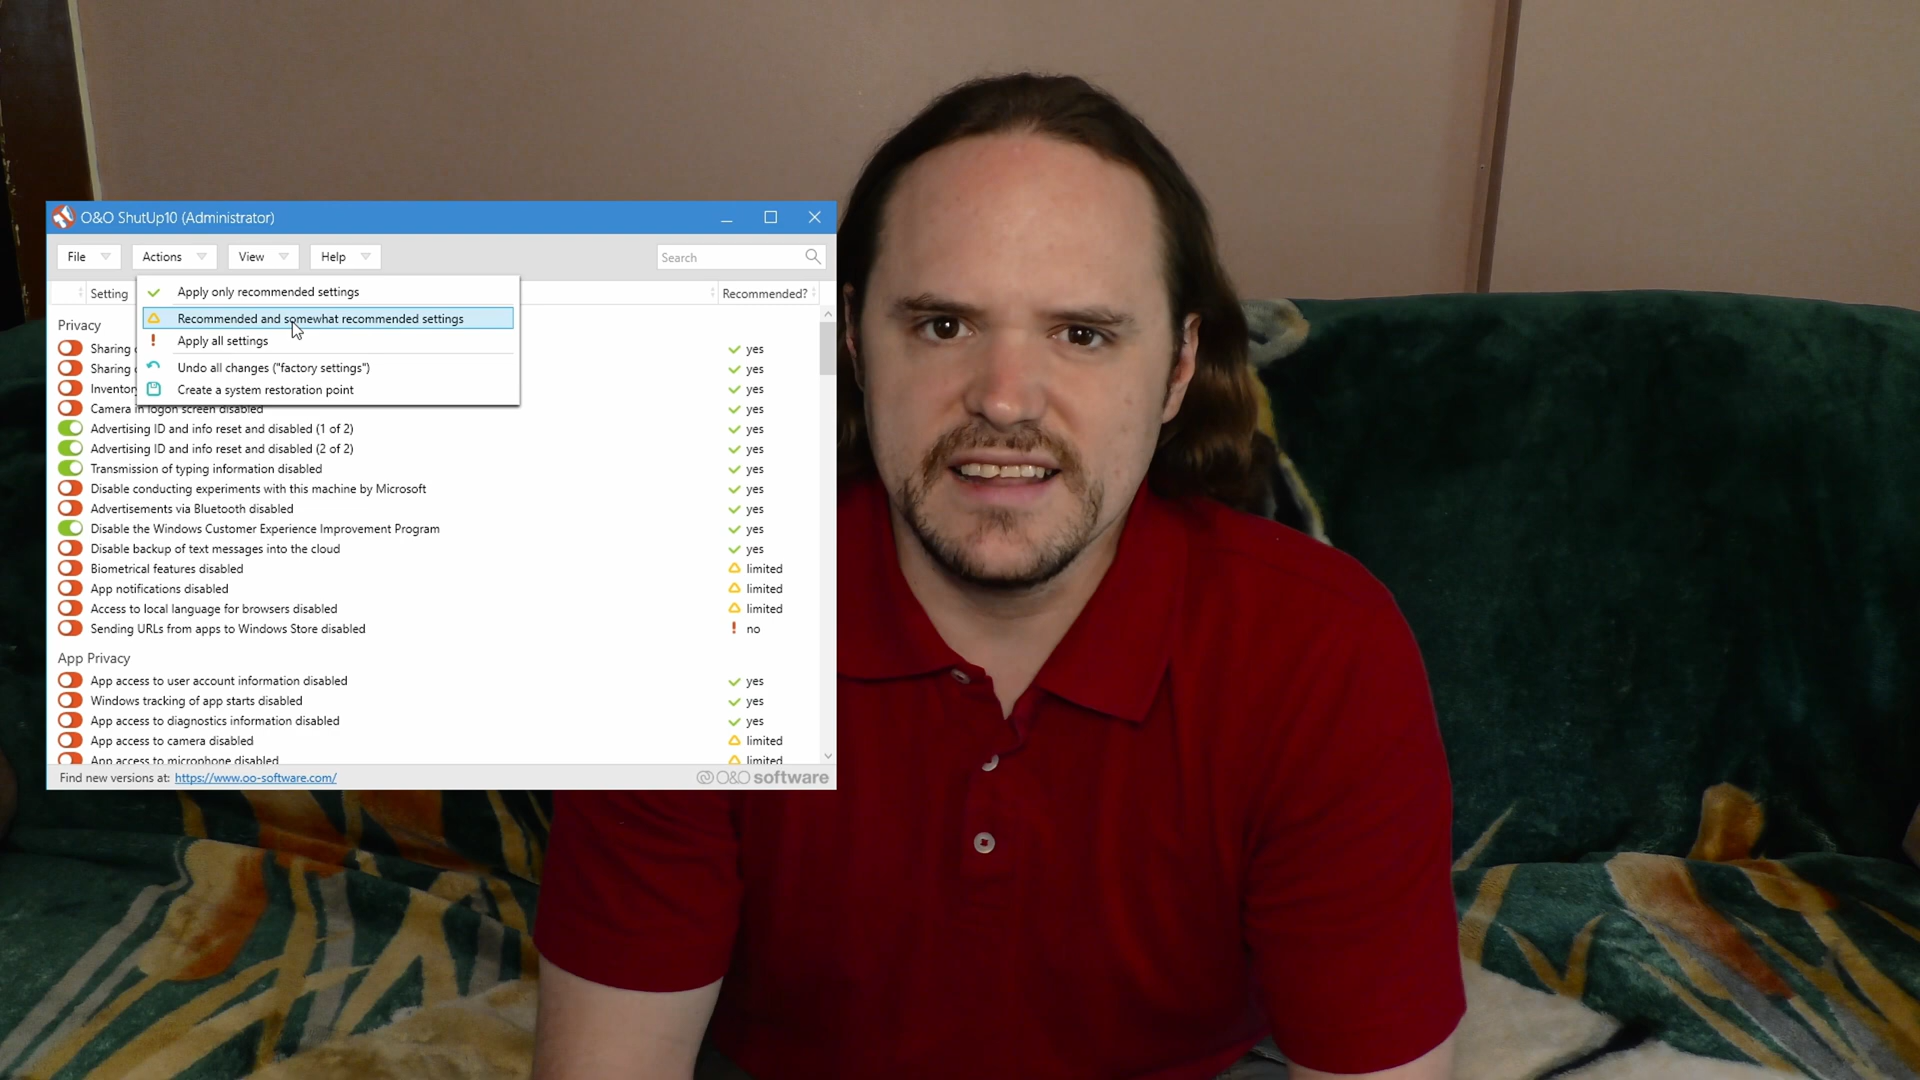 O&O ShutUp10 (Administrator)
File Actions View Help Search
Setting Recommended?
Apply only recommended settings
Recommended and somewhat recommended settings
Apply all settings
Undo all changes ("factory settings")
Create a system restoration point
Privacy
Sharing yes
Sharing yes
Inventory yes
Camera in logon screen disabled yes
Advertising ID and info reset and disabled (1 of 2) yes
Advertising ID and info reset and disabled (2 of 2) yes
Transmission of typing information disabled yes
Disable conducting experiments with this machine by Microsoft yes
Advertisements via Bluetooth disabled yes
Disable the Windows Customer Experience Improvement Program yes
Disable backup of text messages into the cloud yes
Biometrical features disabled limited
App notifications disabled limited
Access to local language for browsers disabled limited
Sending URLs from apps to Windows Store disabled no
App Privacy
App access to user account information disabled yes
Windows tracking of app starts disabled yes
App access to diagnostics information disabled yes
App access to camera disabled limited
App access to microphone disabled limited
Find new versions at: https://www.oo-software.com/ O&O software